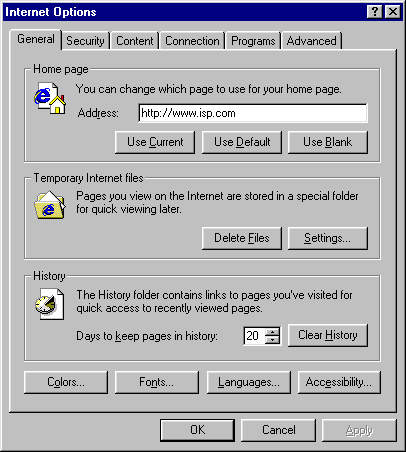 Internet Options
General Security Content Connection Programs Advanced
Home page
You can change which page to use for your home page.
Address: http://www.isp.com
Use Current Use Default Use Blank
Temporary Internet files
Pages you view on the Internet are stored in a special folder
for quick viewing later.
Delete Files Settings...
History
The History folder contains links to pages you've visited for
quick access to recently viewed pages.
Days to keep pages in history: 20 Clear History
Colors... Fonts... Languages... Accessibility...
OK Cancel Apply